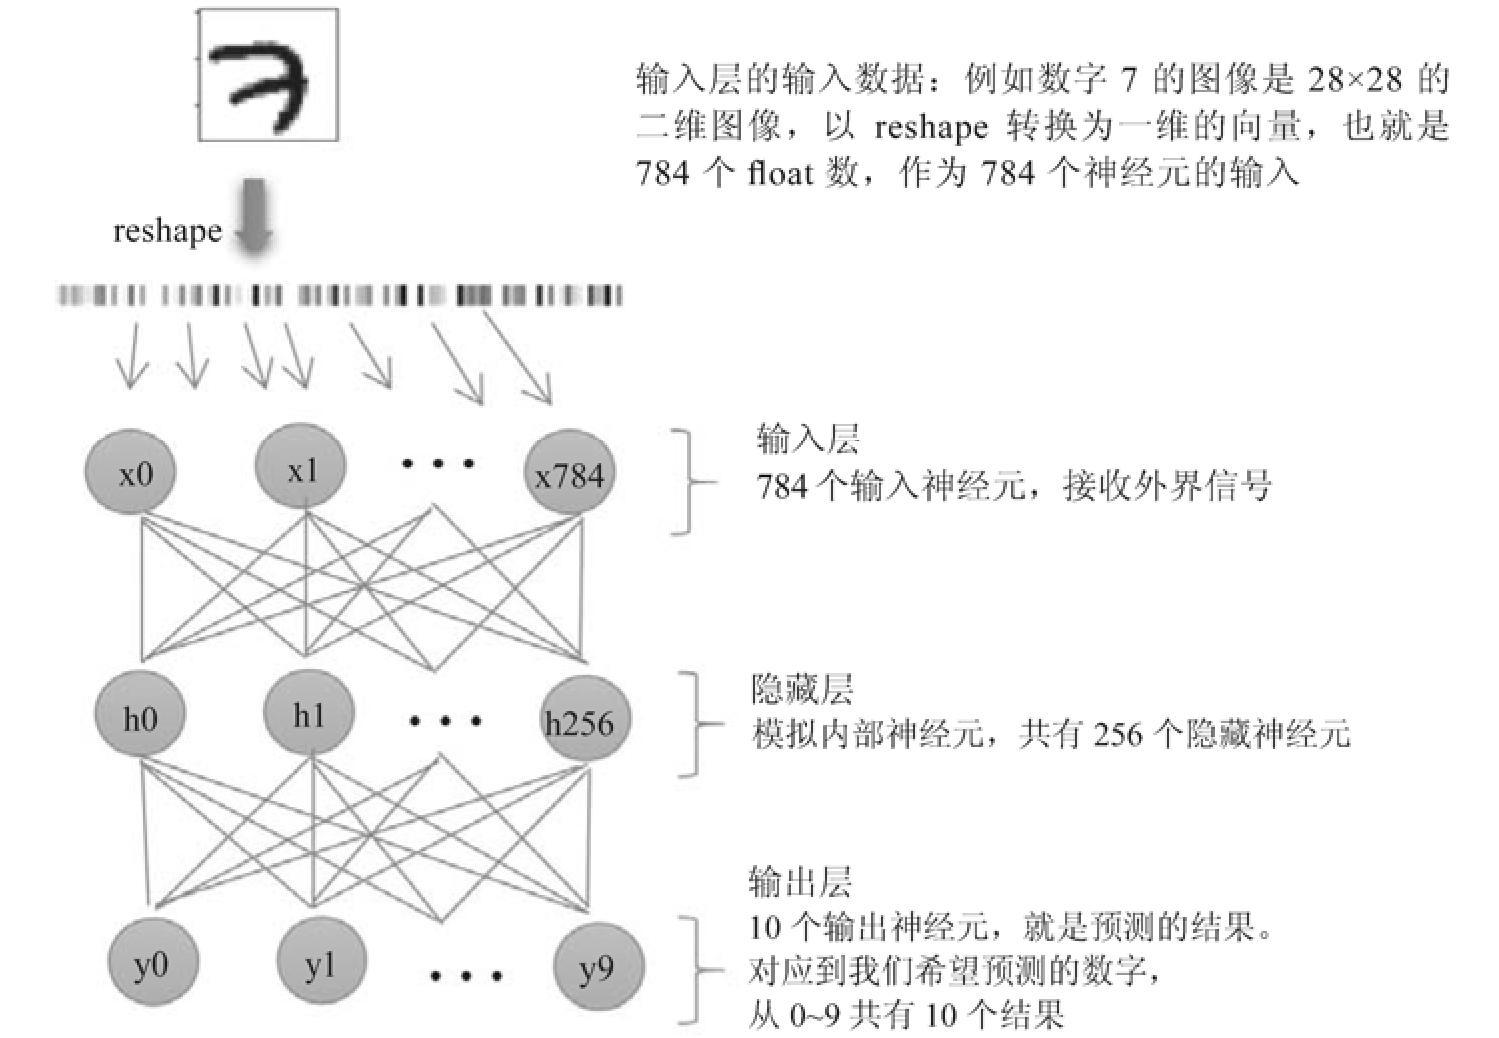 输入层的输入数据：例如数字 7 的图像是 28×28 的
二维图像，以 reshape 转换为一维的向量，也就是
784 个 float 数，作为 784 个神经元的输入
reshape
x0 x1 ··· x784
输入层
784 个输入神经元，接收外界信号
h0 h1 ··· h256
隐藏层
模拟内部神经元，共有 256 个隐藏神经元
y0 y1 ··· y9
输出层
10 个输出神经元，就是预测的结果。
对应到我们希望预测的数字，
从 0~9 共有 10 个结果